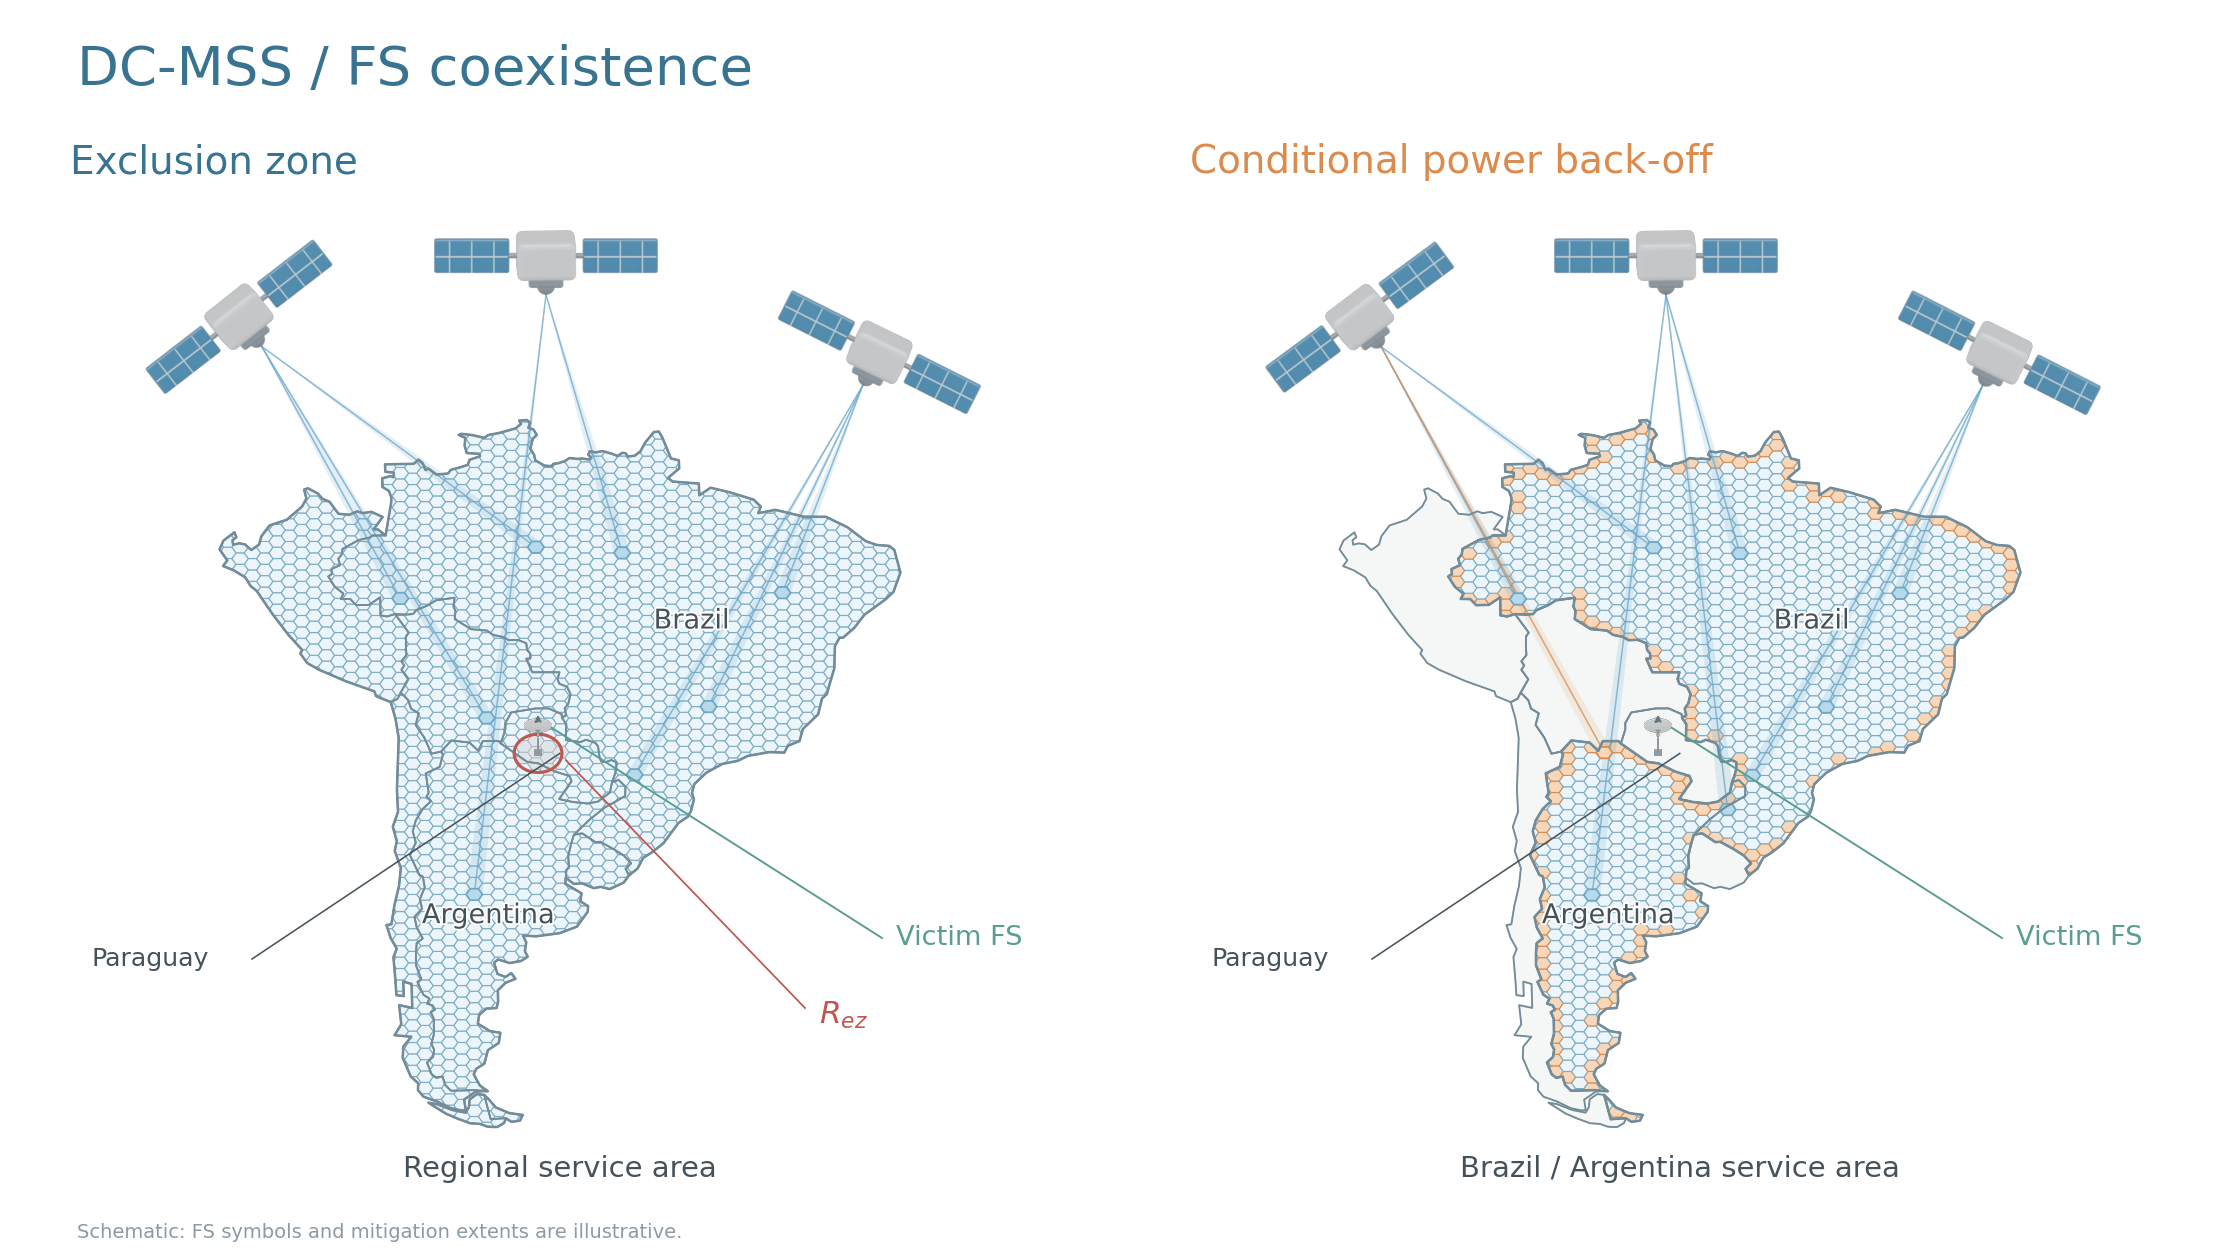 DC-MSS / FS coexistence
Exclusion zone
Brazil
Argentina
Paraguay
Victim FS
R_ez
Regional service area
Conditional power back-off
Brazil
Argentina
Paraguay
Victim FS
Brazil / Argentina service area
Schematic: FS symbols and mitigation extents are illustrative.